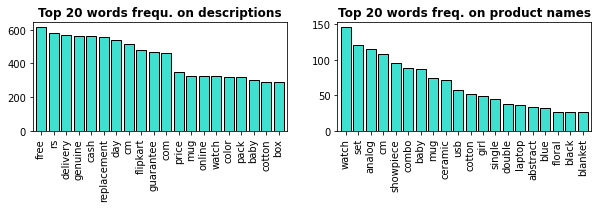 Top 20 words frequ. on descriptions
600
400
200
0
free
rs
delivery
genuine
cash
replacement
day
cm
flipkart
guarantee
com
price
mug
online
watch
color
pack
baby
cotton
box
Top 20 words freq. on product names
150
100
50
0
watch
set
analog
cm
showpiece
combo
baby
mug
ceramic
usb
cotton
girl
single
double
laptop
abstract
blue
floral
black
blanket